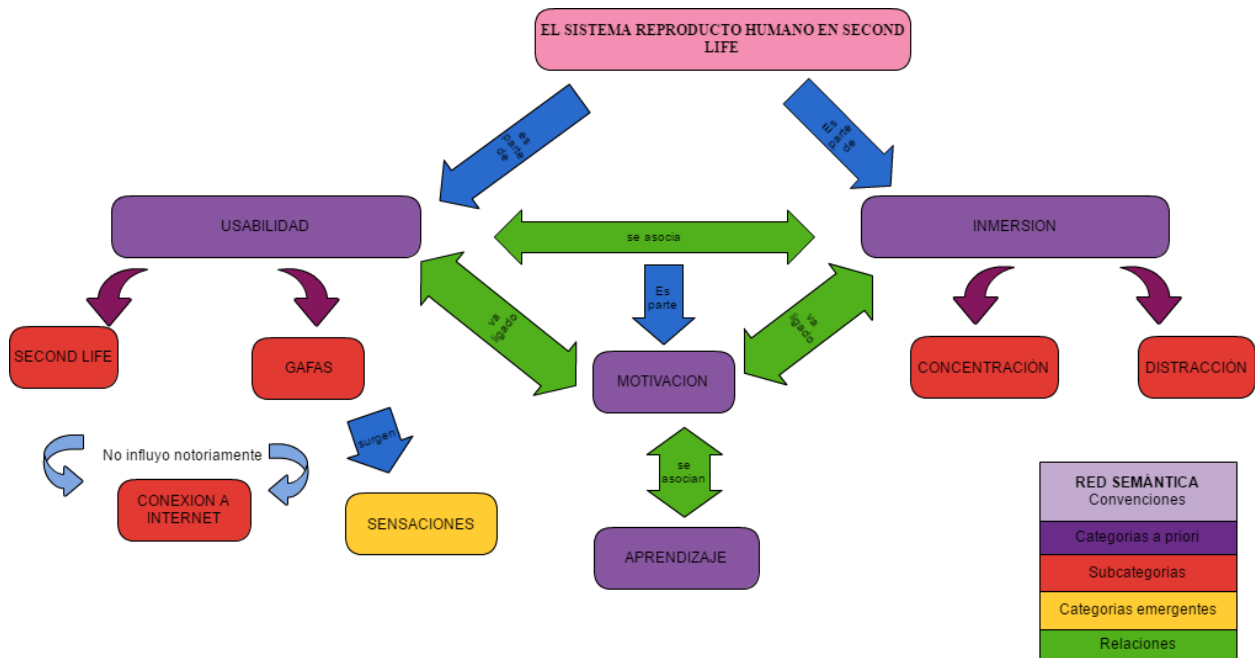 EL SISTEMA REPRODUCTO HUMANO EN SECOND
LIFE
es
parte
de
Es
parte
de
USABILIDAD
se asocia
INMERSION
va
ligado
Es
parte
va
ligado
SECOND LIFE
GAFAS
MOTIVACION
CONCENTRACIÓN
DISTRACCIÓN
surgen
No influyo notoriamente
se
asocian
CONEXION A
INTERNET
SENSACIONES
APRENDIZAJE
RED SEMÀNTICA
Convenciones
Categorias a priori
Subcategorias
Categorias emergentes
Relaciones